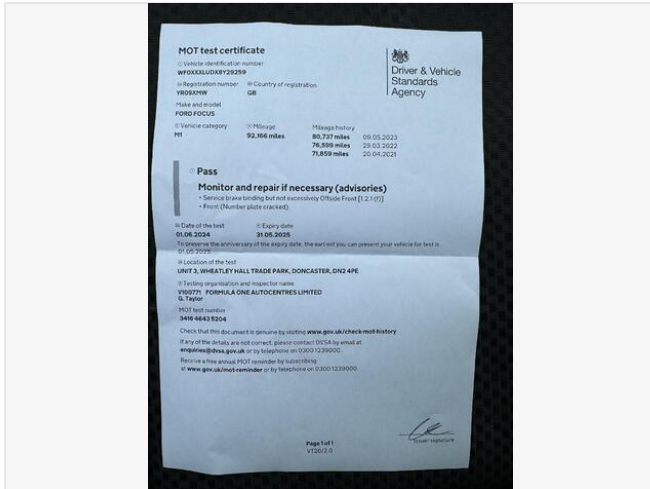 MOT test certificate
Vehicle identification number
WF0XXXLUDX8Y29259
Driver & Vehicle
Standards
Agency
Registration number Country of registration
YR09XMW GB
Make and model
FORD FOCUS
Vehicle category Mileage Mileage history
M1 92,166 miles 80,737 miles 09.05.2023
76,599 miles 29.03.2022
71,859 miles 20.04.2021
Pass
Monitor and repair if necessary (advisories)
• Service brake binding but not excessively Offside Front [1.2.1 (f)]
• Front (Number plate cracked)
Date of the test Expiry date
01.06.2024 31.05.2025
To preserve the anniversary of the expiry date, the earliest you can present your vehicle for test is
01.05.2025.
Location of the test
UNIT 3, WHEATLEY HALL TRADE PARK, DONCASTER, DN2 4PE
Testing organisation and inspector name
V100771 FORMULA ONE AUTOCENTRES LIMITED
G. Taylor
MOT test number
3416 4643 5204
Check that this document is genuine by visiting www.gov.uk/check-mot-history
If any of the details are not correct, please contact DVSA by email at
enquiries@dvsa.gov.uk or by telephone on 0300 1239000.
Receive a free annual MOT reminder by subscribing
at www.gov.uk/mot-reminder or by telephone on 0300 1239000.
signature
Page 1 of 1
VT20/2.0